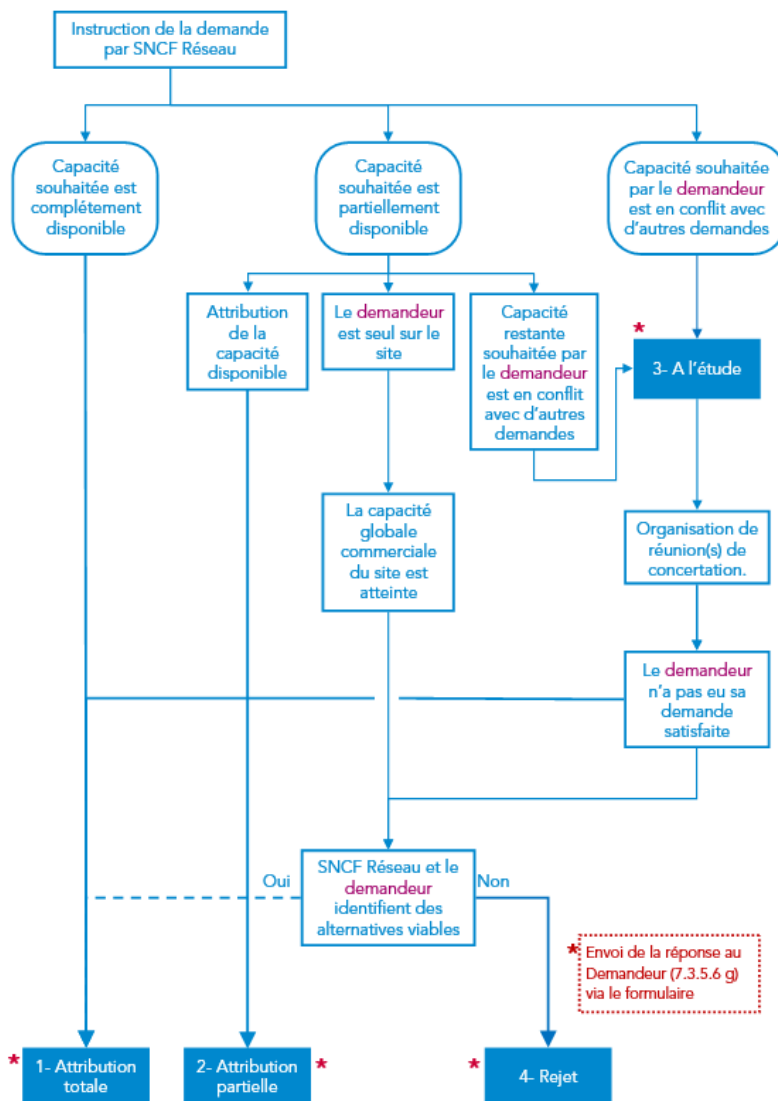 Instruction de la demande
par SNCF Réseau
Capacité
souhaitée est
complétement
disponible
Capacité
souhaitée est
partiellement
disponible
Capacité souhaitée
par le demandeur
est en conflit avec
d'autres demandes
Attribution
de la
capacité
disponible
Le demandeur
est seul sur le
site
Capacité
restante
souhaitée par
le demandeur
est en conflit
avec d'autres
demandes
*
3- A l'étude
La capacité
globale
commerciale
du site est
atteinte
Organisation de
réunion(s) de
concertation.
Le demandeur
n'a pas eu sa
demande
satisfaite
Oui
SNCF Réseau et le
demandeur
identifient des
alternatives viables
Non
* Envoi de la réponse au
Demandeur (7.3.5.6 g)
via le formulaire
* 1- Attribution
totale
2- Attribution *
partielle
* 4- Rejet